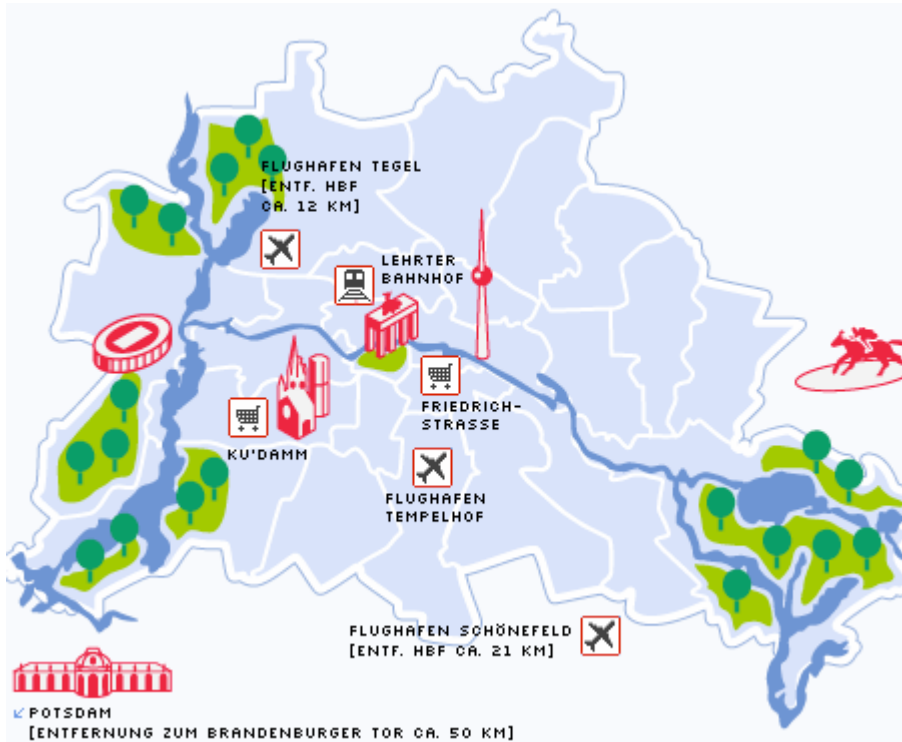 FLUGHAFEN TEGEL
[ENTF. HBF
CA. 12 KM]
LEHRTER
BAHNHOF
FRIEDRICH-
STRASSE
KU'DAMM
FLUGHAFEN
TEMPELHOF
FLUGHAFEN SCHÖNEFELD
[ENTF. HBF CA. 21 KM]
POTSDAM
[ENTFERNUNG ZUM BRANDENBURGER TOR CA. 50 KM]